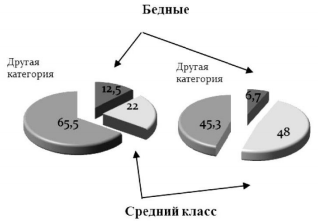 Бедные
Другая
категория
12,5
22
65,5
Другая
категория
6,7
45,3
48
Средний класс